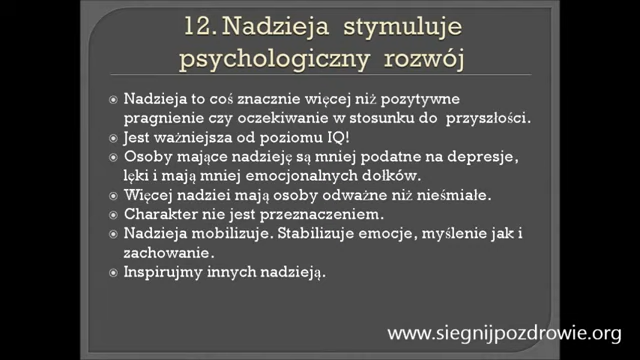 12. Nadzieja stymuluje
psychologiczny rozwój
Nadzieja to coś znacznie więcej niż pozytywne
pragnienie czy oczekiwanie w stosunku do przyszłości.
Jest ważniejsza od poziomu IQ!
Osoby mające nadzieję są mniej podatne na depresje,
lęki i mają mniej emocjonalnych dołków.
Więcej nadziei mają osoby odważne niż nieśmiałe.
Charakter nie jest przeznaczeniem.
Nadzieja mobilizuje. Stabilizuje emocje, myślenie jak i
zachowanie.
Inspirujmy innych nadzieją.
www.siegnijpozdrowie.org